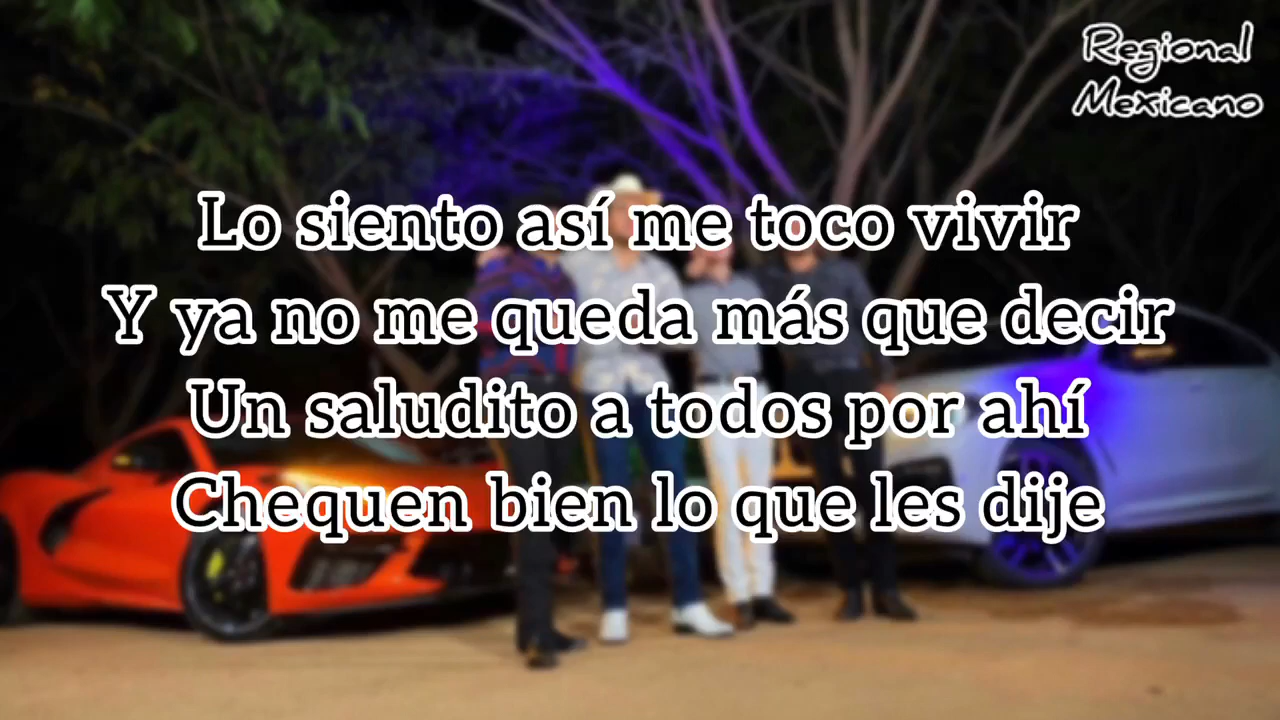 Regional
Mexicano
Lo siento así me toco vivir
Y ya no me queda más que decir
Un saludito a todos por ahí
Chequen bien lo que les dije